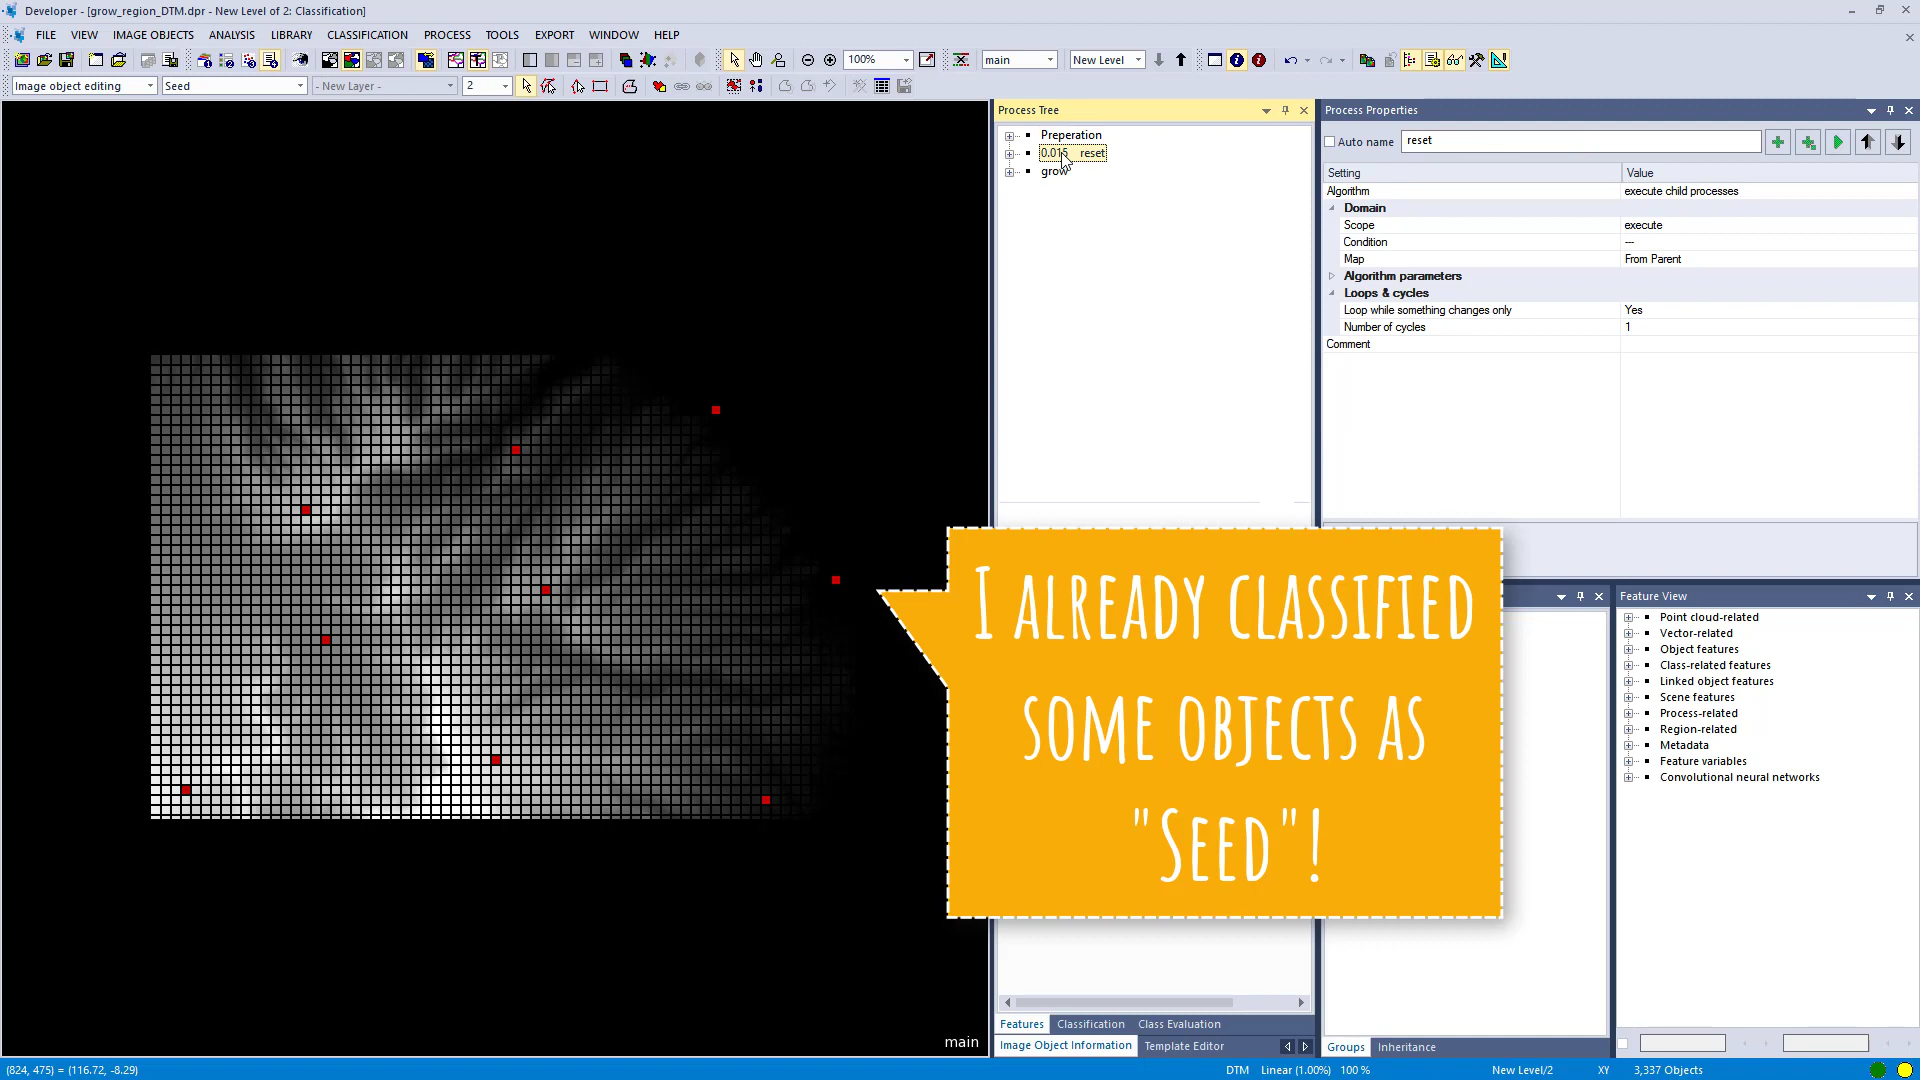 Developer - [grow_region_DTM.dpr - New Level of 2: Classification]
FILE VIEW IMAGE OBJECTS ANALYSIS LIBRARY CLASSIFICATION PROCESS TOOLS EXPORT WINDOW HELP
100% main New Level
Image object editing Seed - New Layer - 2
Process Tree
Preperation
0.015 reset
grow
Process Properties
Auto name reset
Setting Value
Algorithm execute child processes
Domain
Scope execute
Condition ---
Map From Parent
Algorithm parameters
Loops & cycles
Loop while something changes only Yes
Number of cycles 1
Comment
I already classified
some objects as
"Seed"!
Feature View
Point cloud-related
Vector-related
Object features
Class-related features
Linked object features
Scene features
Process-related
Region-related
Metadata
Feature variables
Convolutional neural networks
main
Features Classification Class Evaluation
Image Object Information Template Editor
Groups Inheritance
(824, 475) = (116.72, -8.29) DTM Linear (1.00%) 100 % New Level/2 XY 3,337 Objects